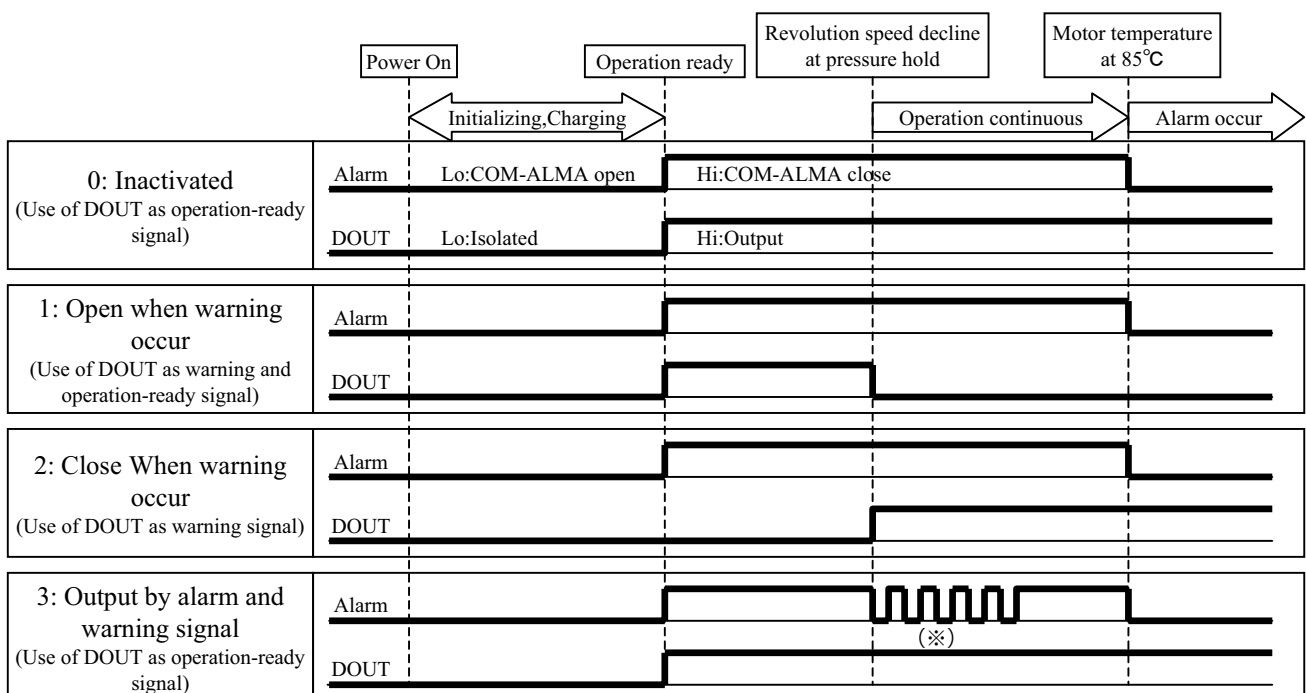 Revolution speed decline
at pressure hold
Motor temperature
at 85℃
Power On
Operation ready
Initializing,Charging
Operation continuous
Alarm occur
0: Inactivated
(Use of DOUT as operation-ready
signal)
Alarm
Lo:COM-ALMA open
Hi:COM-ALMA close
DOUT
Lo:Isolated
Hi:Output
1: Open when warning
occur
(Use of DOUT as warning and
operation-ready signal)
Alarm
DOUT
2: Close When warning
occur
(Use of DOUT as warning signal)
Alarm
DOUT
3: Output by alarm and
warning signal
(Use of DOUT as operation-ready
signal)
Alarm
(※)
DOUT